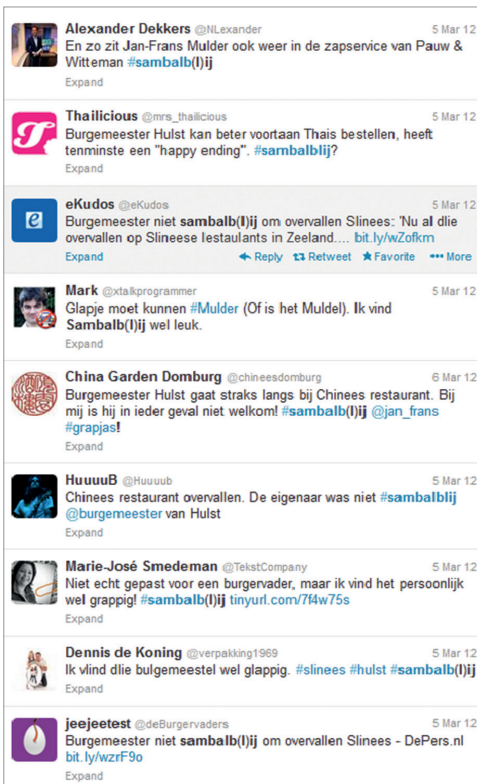 Alexander Dekkers @NLexander 5 Mar 12
En zo zit Jan-Frans Mulder ook weer in de zapservice van Pauw &
Witteman #sambalb(l)ij
Expand
Thailicious @mrs_thailicious 5 Mar 12
Burgemeester Hulst kan beter voortaan Thais bestellen, heeft
tenminste een "happy ending". #sambalblij?
Expand
eKudos @eKudos 5 Mar 12
Burgemeester niet sambalb(l)ij om overvallen Slinees: 'Nu al dlie
overvallen op Slineese lestaulants in Zeeland.... bit.ly/wZofkm
Expand Reply Retweet Favorite ••• More
Mark @xtalkprogrammer 5 Mar 12
Glapje moet kunnen #Mulder (Of is het Muldel). Ik vind
Sambalb(l)ij wel leuk.
Expand
China Garden Domburg @chineesdomburg 6 Mar 12
Burgemeester Hulst gaat straks langs bij Chinees restaurant. Bij
mij is hij in ieder geval niet welkom! #sambalb(l)ij @jan_frans
#grapjas!
Expand
HuuuuB @Huuuub 5 Mar 12
Chinees restaurant overvallen. De eigenaar was niet #sambalblij
@burgemeester van Hulst
Expand
Marie-José Smedeman @TekstCompany 5 Mar 12
Niet echt gepast voor een burgervader, maar ik vind het persoonlijk
wel grappig! #sambalb(l)ij tinyurl.com/7f4w75s
Expand
Dennis de Koning @verpakking1969 5 Mar 12
Ik vlind dlie bulgemeestel wel glappig. #slinees #hulst #sambalb(l)ij
Expand
jeejeetest @deBurgervaders 5 Mar 12
Burgemeester niet sambalb(l)ij om overvallen Slinees - DePers.nl
bit.ly/wzrF9o
Expand